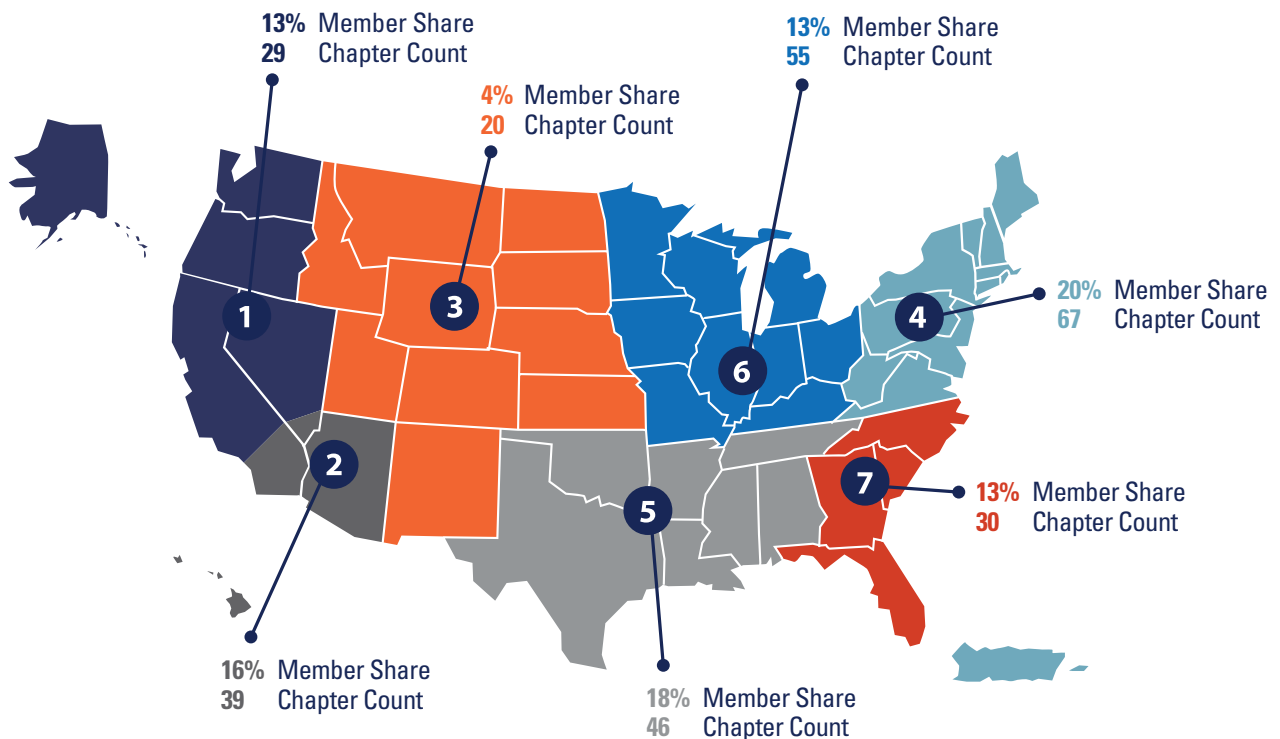 13% Member Share
29 Chapter Count
13% Member Share
55 Chapter Count
4% Member Share
20 Chapter Count
1
3
4
20% Member Share
67 Chapter Count
6
2
7
5
13% Member Share
30 Chapter Count
16% Member Share
39 Chapter Count
18% Member Share
46 Chapter Count